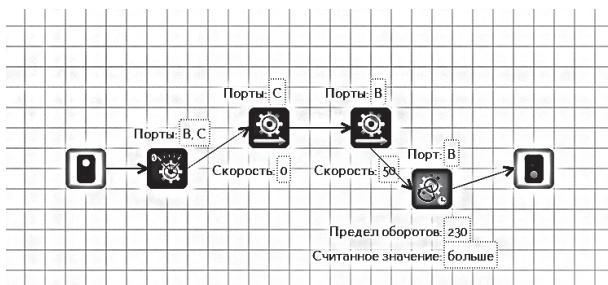 Порты: C
Порты: B
Порты: B, C
Порт: B
Скорость: 0
Скорость: 50
Предел оборотов: 230
Считанное значение: больше